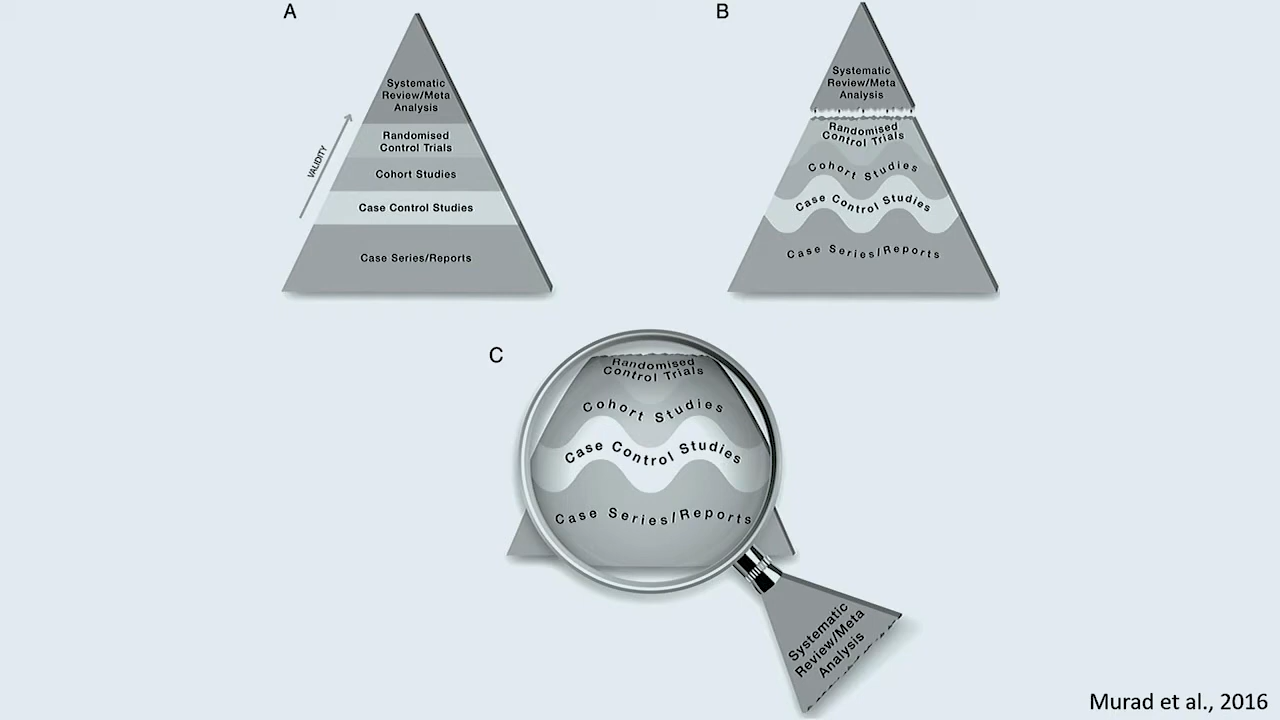 A
Systematic
Review/Meta
Analysis
Randomised
Control Trials
Cohort Studies
Case Control Studies
Case Series/Reports
VALIDITY
B
Systematic
Review/Meta
Analysis
Randomised
Control Trials
Cohort Studies
Case Control Studies
Case Series/Reports
C
Randomised
Control Trials
Cohort Studies
Case Control Studies
Case Series/Reports
Systematic
Review/Meta
Analysis
Murad et al., 2016